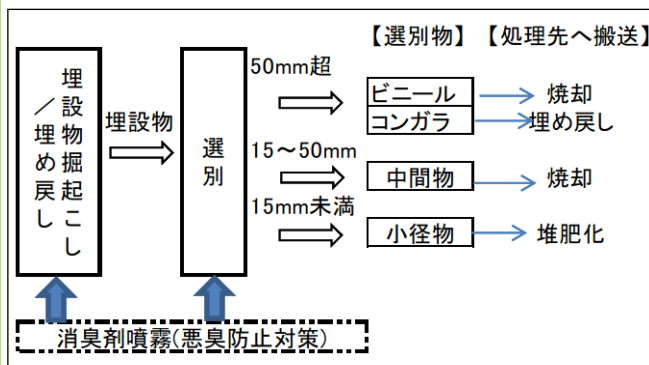 【選別物】 【処理先へ搬送】
埋設物掘起こし
／埋め戻し
埋設物
選別
50mm超
ビニール
焼却
コンガラ
埋め戻し
15～50mm
中間物
焼却
15mm未満
小径物
堆肥化
消臭剤噴霧(悪臭防止対策)